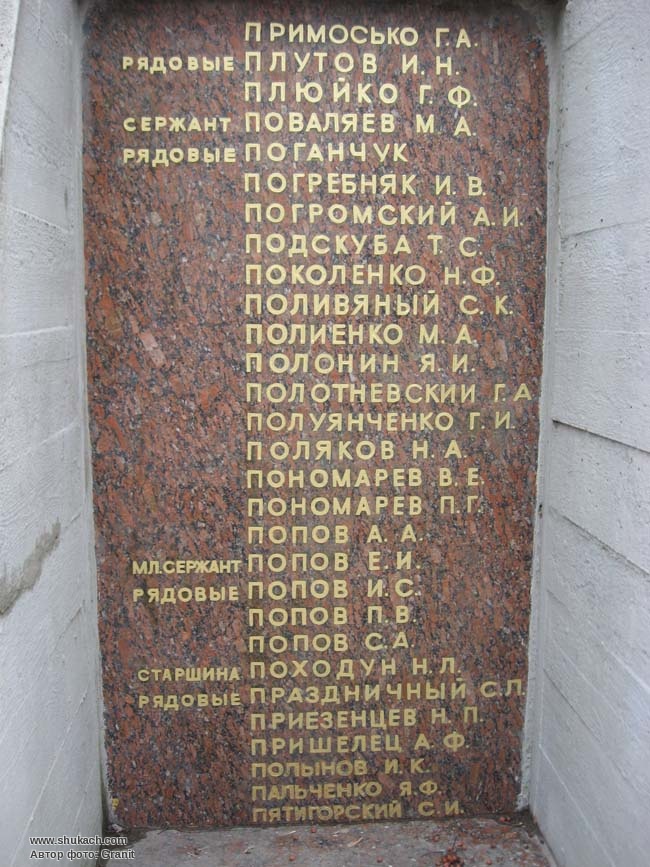 ПРИМОСЬКО Г.А.
РЯДОВЫЕ ПЛУТОВ И.Н.
ПЛЮЙКО Г.Ф.
СЕРЖАНТ ПОВАЛЯЕВ М.А.
РЯДОВЫЕ ПОГАНЧУК
ПОГРЕБНЯК И.В.
ПОГРОМСКИЙ А.И.
ПОДСКУБА Т.С.
ПОКОЛЕНКО Н.Ф.
ПОЛИВЯНЫЙ С.К.
ПОЛИЕНКО М.А.
ПОЛОНИН Я.И.
ПОЛОТНЕВСКИЙ Г.А
ПОЛУЯНЧЕНКО Г.И.
ПОЛЯКОВ Н.А.
ПОНОМАРЕВ В.Е.
ПОНОМАРЕВ П.Г.
ПОПОВ А.А.
МЛ.СЕРЖАНТ ПОПОВ Е.И.
РЯДОВЫЕ ПОПОВ И.С.
ПОПОВ П.В.
ПОПОВ С.А.
СТАРШИНА ПОХОДУН Н.Л.
РЯДОВЫЕ ПРАЗДНИЧНЫЙ С.П.
ПРИЕЗЕНЦЕВ Н.П.
ПРИШЕЛЕЦ А.Ф.
ПОЛЫНОВ И.К.
ПАЛЬЧЕНКО Я.Ф.
ПЯТИГОРСКИЙ С.И.
www.shukach.com
Автор фото: Granit